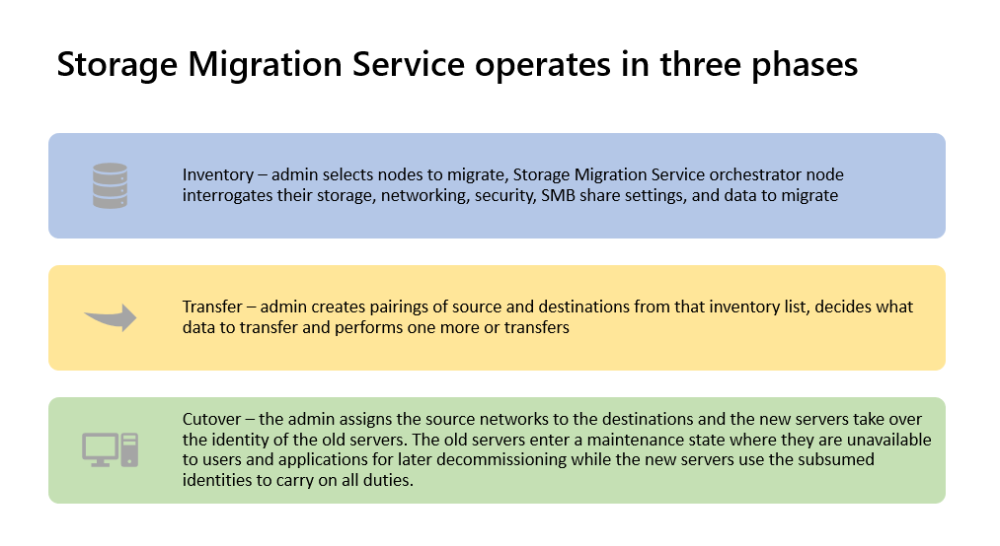 Storage Migration Service operates in three phases
Inventory – admin selects nodes to migrate, Storage Migration Service orchestrator node
interrogates their storage, networking, security, SMB share settings, and data to migrate
Transfer – admin creates pairings of source and destinations from that inventory list, decides what
data to transfer and performs one more or transfers
Cutover – the admin assigns the source networks to the destinations and the new servers take over
the identity of the old servers. The old servers enter a maintenance state where they are unavailable
to users and applications for later decommissioning while the new servers use the subsumed
identities to carry on all duties.